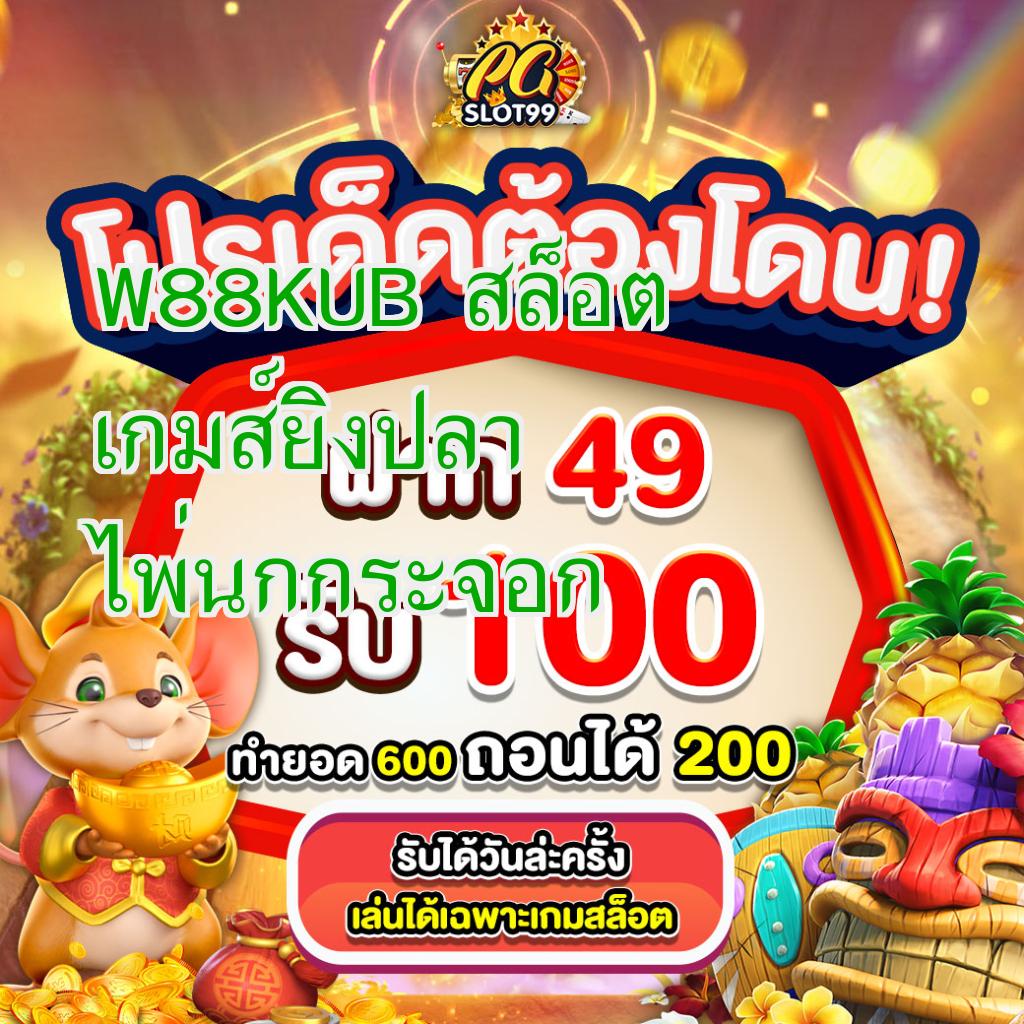 PG
SLOT99
โปรเด็ดต้องโดน!
W88KUB สล็อต
เกมส์ยิงปลา
ฝาก 49
ไพ่นกกระจอก
รับ 100
ทำยอด 600 ถอนได้ 200
รับได้วันล่ะครั้ง
เล่นได้เฉพาะเกมสล็อต